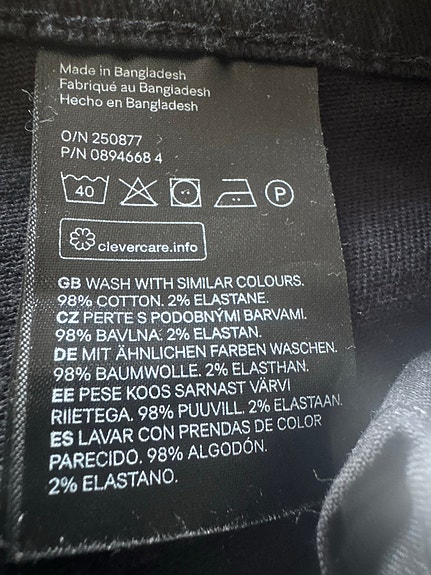 Made in Bangladesh
Fabriqué au Bangladesh
Hecho en Bangladesh
O/N 250877
P/N 0894668 4
40 P
clevercare.info
GB WASH WITH SIMILAR COLOURS.
98% COTTON. 2% ELASTANE.
CZ PERTE S PODOBNÝMI BARVAMI.
98% BAVLNA. 2% ELASTAN.
DE MIT ÄHNLICHEN FARBEN WASCHEN.
98% BAUMWOLLE. 2% ELASTHAN.
EE PESE KOOS SARNAST VÄRVI
RIIETEGA. 98% PUUVILL. 2% ELASTAAN.
ES LAVAR CON PRENDAS DE COLOR
PARECIDO. 98% ALGODÓN.
2% ELASTANO.